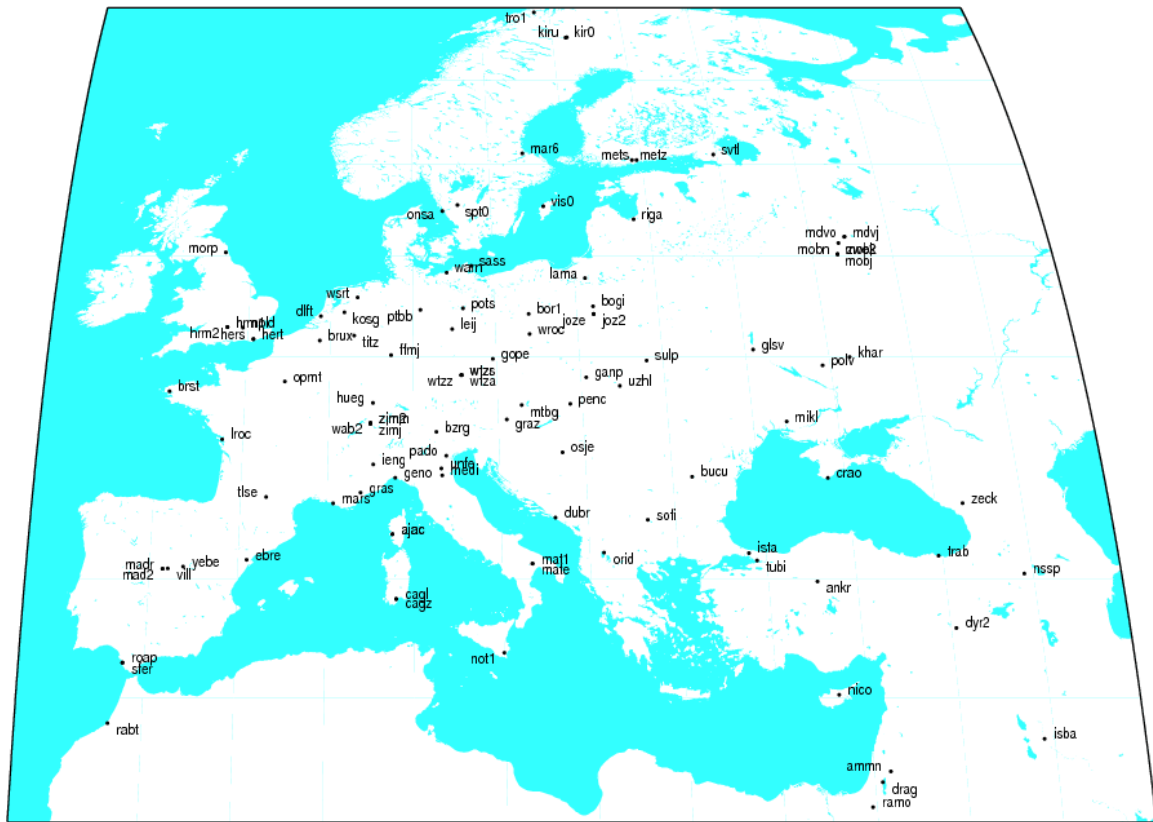 tro1
kiru kir0
mar6
mets metz
svtl
onsa
spt0
vis0
riga
morp
mdvo mdvj
mobn
mobj
warn
sass
lama
wsrt
dlft
kosg
ptbb
pots
bor1
bogi
joze joz2
hrm2 hers
hert
brux
titz
leij
wroc
ffmj
gope
sulp
glsv
polv
khar
opmt
brst
wtzz
wtza
ganp
uzhl
hueg
mtbg
penc
graz
mikl
lroc
wab2
zimj
bzrg
pado
osje
ieng
geno
medi
bucu
crao
tlse
mars
gras
zeck
ajac
dubr
sofi
madr
mad2
vill
yebe
ebre
mat1
mate
orid
ista
tubi
trab
ankr
nssp
cagl
cagz
dyr2
roap
sfer
not1
nico
rabt
isba
ammn
drag
ramo